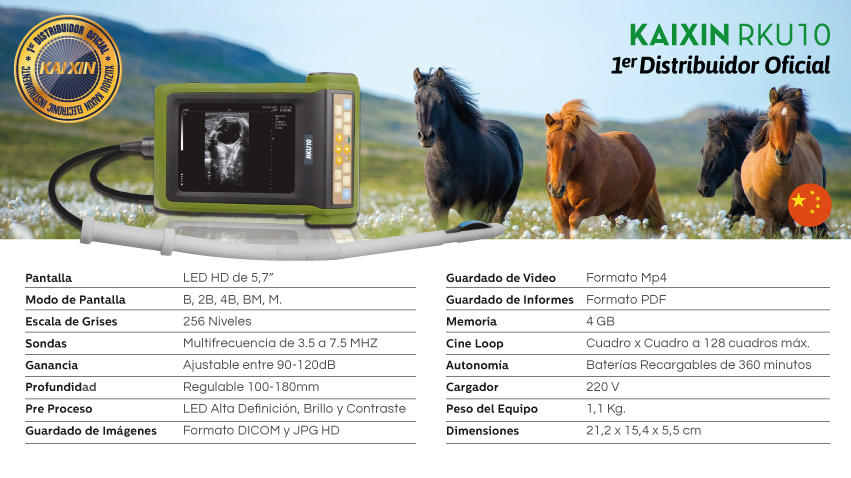 1er DISTRIBUIDOR OFICIAL
KAIXIN
XUZHOU KAIXIN ELECTRONIC INSTRUMENTS
KAIXIN RKU10
1er Distribuidor Oficial
RKU10
Pantalla LED HD de 5,7”
Modo de Pantalla B, 2B, 4B, BM, M.
Escala de Grises 256 Niveles
Sondas Multifrecuencia de 3.5 a 7.5 MHZ
Ganancia Ajustable entre 90-120dB
Profundidad Regulable 100-180mm
Pre Proceso LED Alta Definición, Brillo y Contraste
Guardado de Imágenes Formato DICOM y JPG HD
Guardado de Video Formato Mp4
Guardado de Informes Formato PDF
Memoria 4 GB
Cine Loop Cuadro x Cuadro a 128 cuadros máx.
Autonomía Baterías Recargables de 360 minutos
Cargador 220 V
Peso del Equipo 1,1 Kg.
Dimensiones 21,2 x 15,4 x 5,5 cm